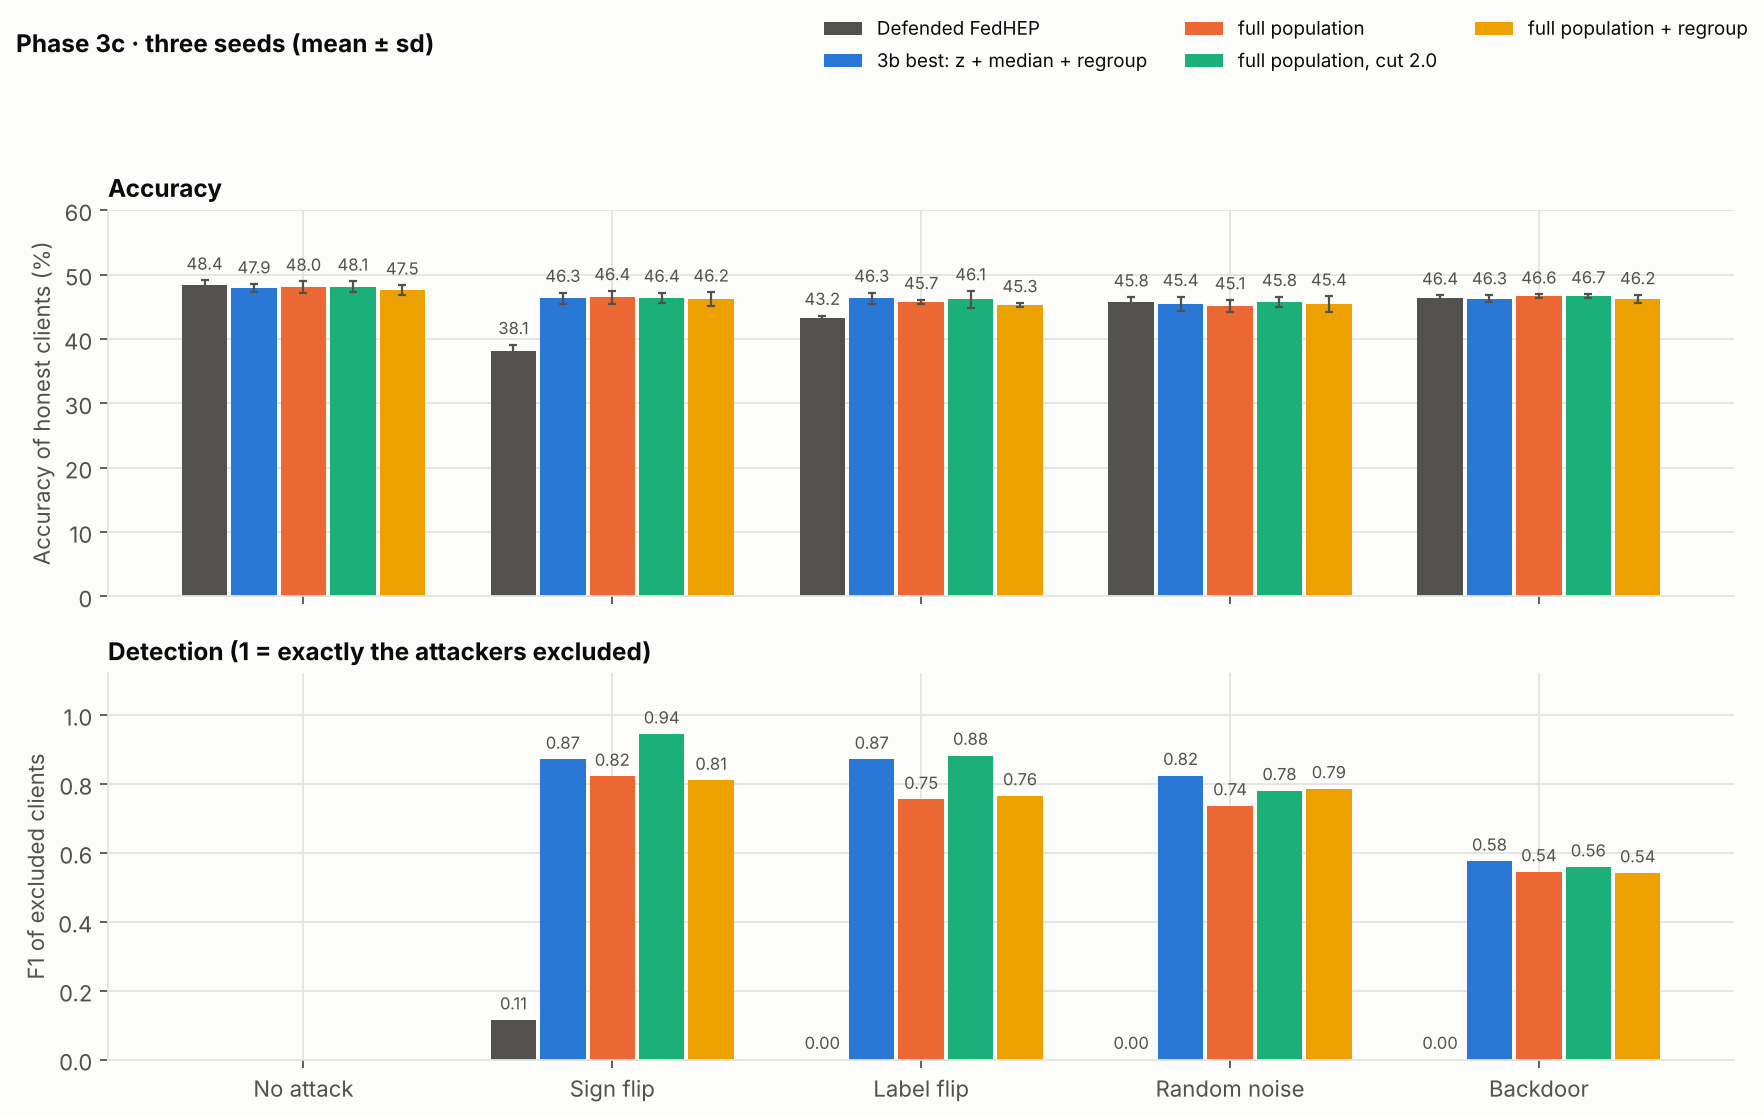 Phase 3c · three seeds (mean ± sd)
Defended FedHEP
3b best: z + median + regroup
full population
full population, cut 2.0
full population + regroup
Accuracy
Accuracy of honest clients (%)
60
50
40
30
20
10
0
48.4 47.9 48.0 48.1 47.5
38.1 46.3 46.4 46.4 46.2
43.2 46.3 45.7 46.1 45.3
45.8 45.4 45.1 45.8 45.4
46.4 46.3 46.6 46.7 46.2
Detection (1 = exactly the attackers excluded)
F1 of excluded clients
1.0
0.8
0.6
0.4
0.2
0.0
0.11 0.87 0.82 0.94 0.81
0.00 0.87 0.75 0.88 0.76
0.00 0.82 0.74 0.78 0.79
0.00 0.58 0.54 0.56 0.54
No attack
Sign flip
Label flip
Random noise
Backdoor